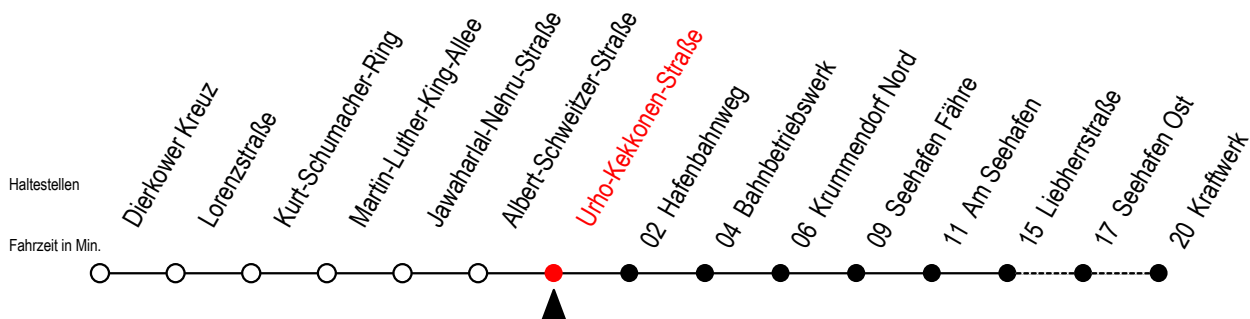 Dierkower Kreuz
Lorenzstraße
Kurt-Schumacher-Ring
Martin-Luther-King-Allee
Jawaharlal-Nehru-Straße
Albert-Schweitzer-Straße
Urho-Kekkonen-Straße
02 Hafenbahnweg
04 Bahnbetriebswerk
06 Krummendorf Nord
09 Seehafen Fähre
11 Am Seehafen
15 Liebherrstraße
17 Seehafen Ost
20 Kraftwerk
Haltestellen
Fahrzeit in Min.